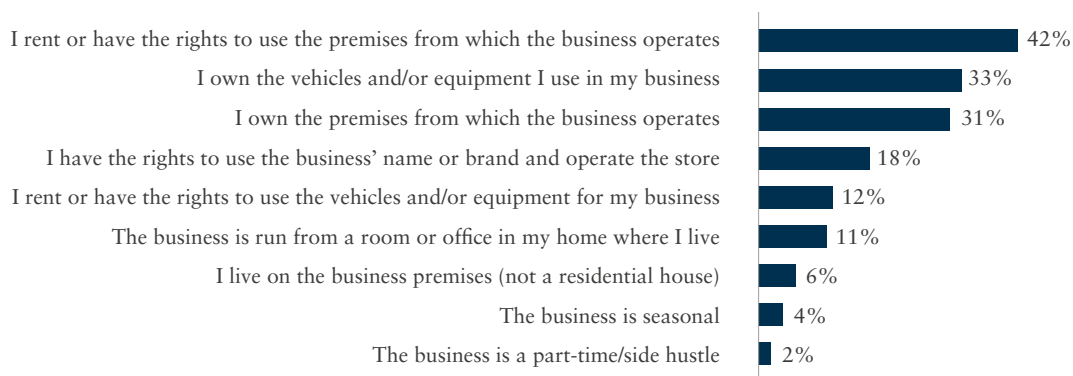 I rent or have the rights to use the premises from which the business operates 42%
I own the vehicles and/or equipment I use in my business 33%
I own the premises from which the business operates 31%
I have the rights to use the business’ name or brand and operate the store 18%
I rent or have the rights to use the vehicles and/or equipment for my business 12%
The business is run from a room or office in my home where I live 11%
I live on the business premises (not a residential house) 6%
The business is seasonal 4%
The business is a part-time/side hustle 2%